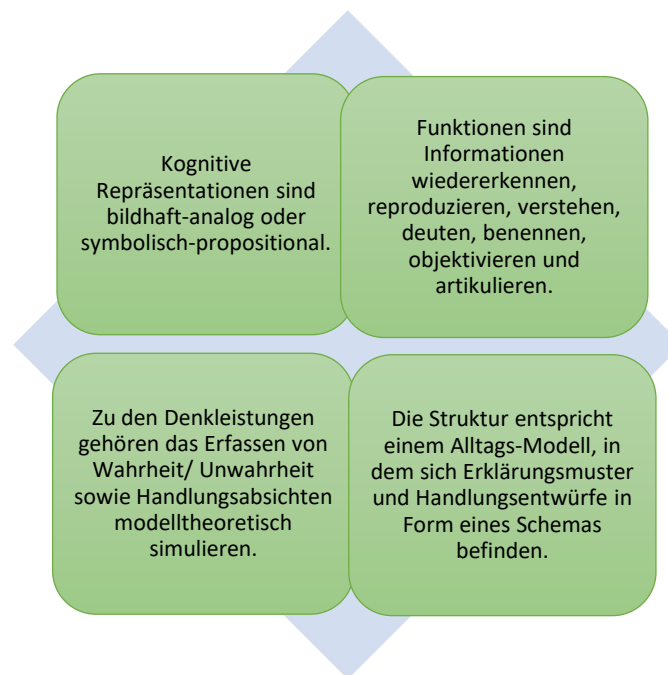 Kognitive
Repräsentationen sind
bildhaft-analog oder
symbolisch-propositional.
Funktionen sind
Informationen
wiedererkennen,
reproduzieren, verstehen,
deuten, benennen,
objektivieren und
artikulieren.
Zu den Denkleistungen
gehören das Erfassen von
Wahrheit/ Unwahrheit
sowie Handlungsabsichten
modelltheoretisch
simulieren.
Die Struktur entspricht
einem Alltags-Modell, in
dem sich Erklärungsmuster
und Handlungsentwürfe in
Form eines Schemas
befinden.